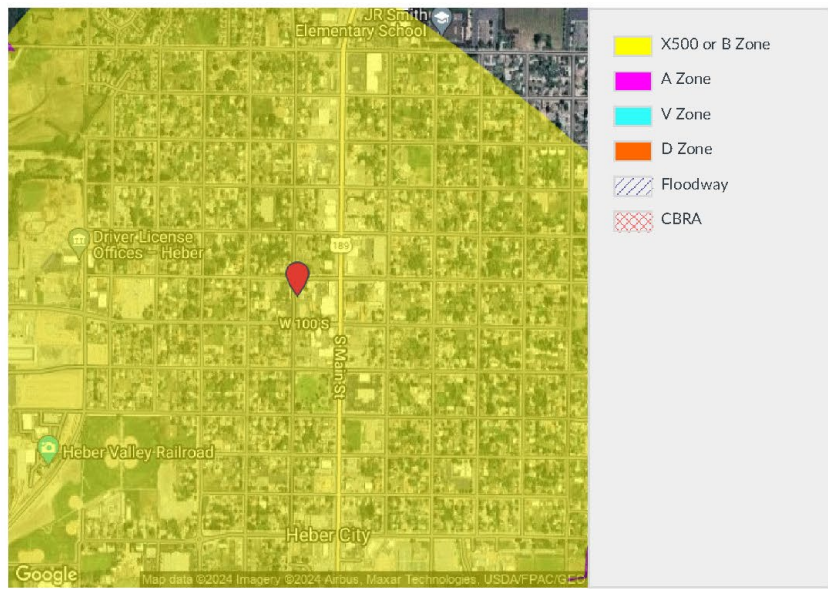 JR Smith
Elementary School
189
Driver License
Offices - Heber
W 100 S
S Main St
Heber Valley Railroad
Heber City
Google
Map data ©2024 Imagery ©2024 Airbus, Maxar Technologies, USDA/FPAC/GEO
X500 or B Zone
A Zone
V Zone
D Zone
Floodway
CBRA